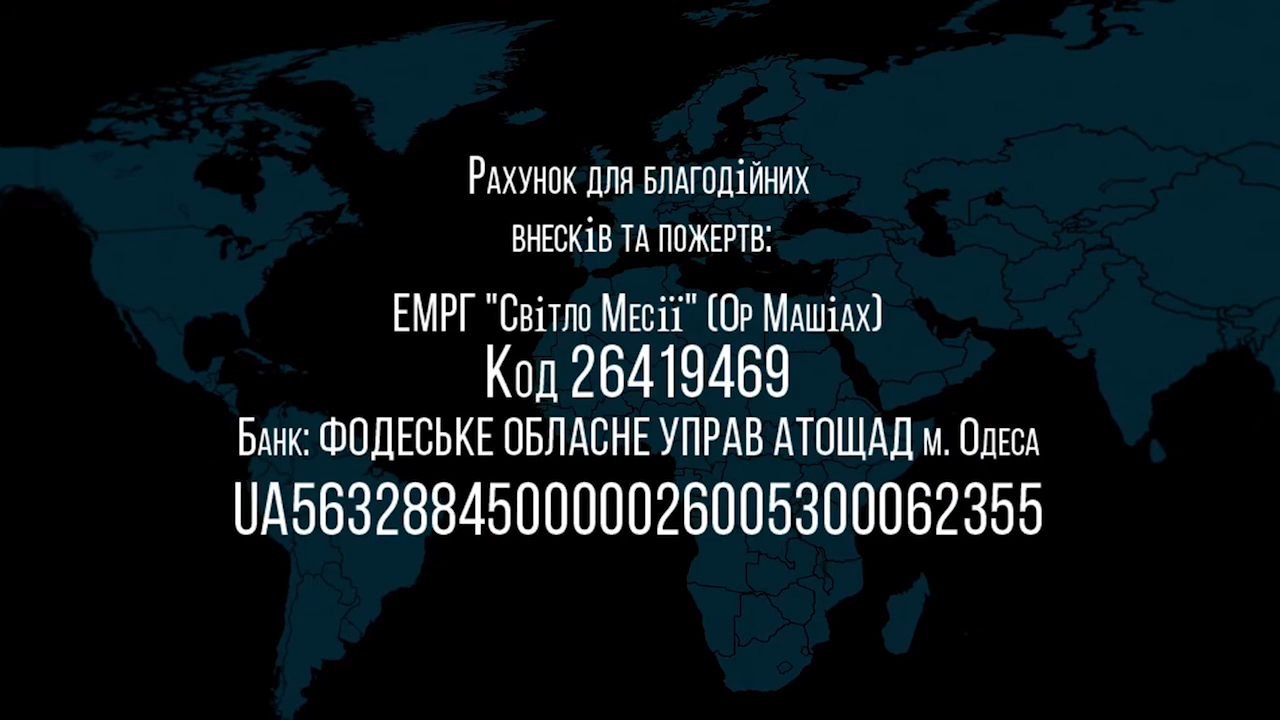 Рахунок для благодійних
внесків та пожертв:
ЕМРГ "Світло Месії" (Ор Машіах)
Код 26419469
Банк: ФОДЕСЬКЕ ОБЛАСНЕ УПРАВ АТОЩАД м. Одеса
UA563288450000026005300062355